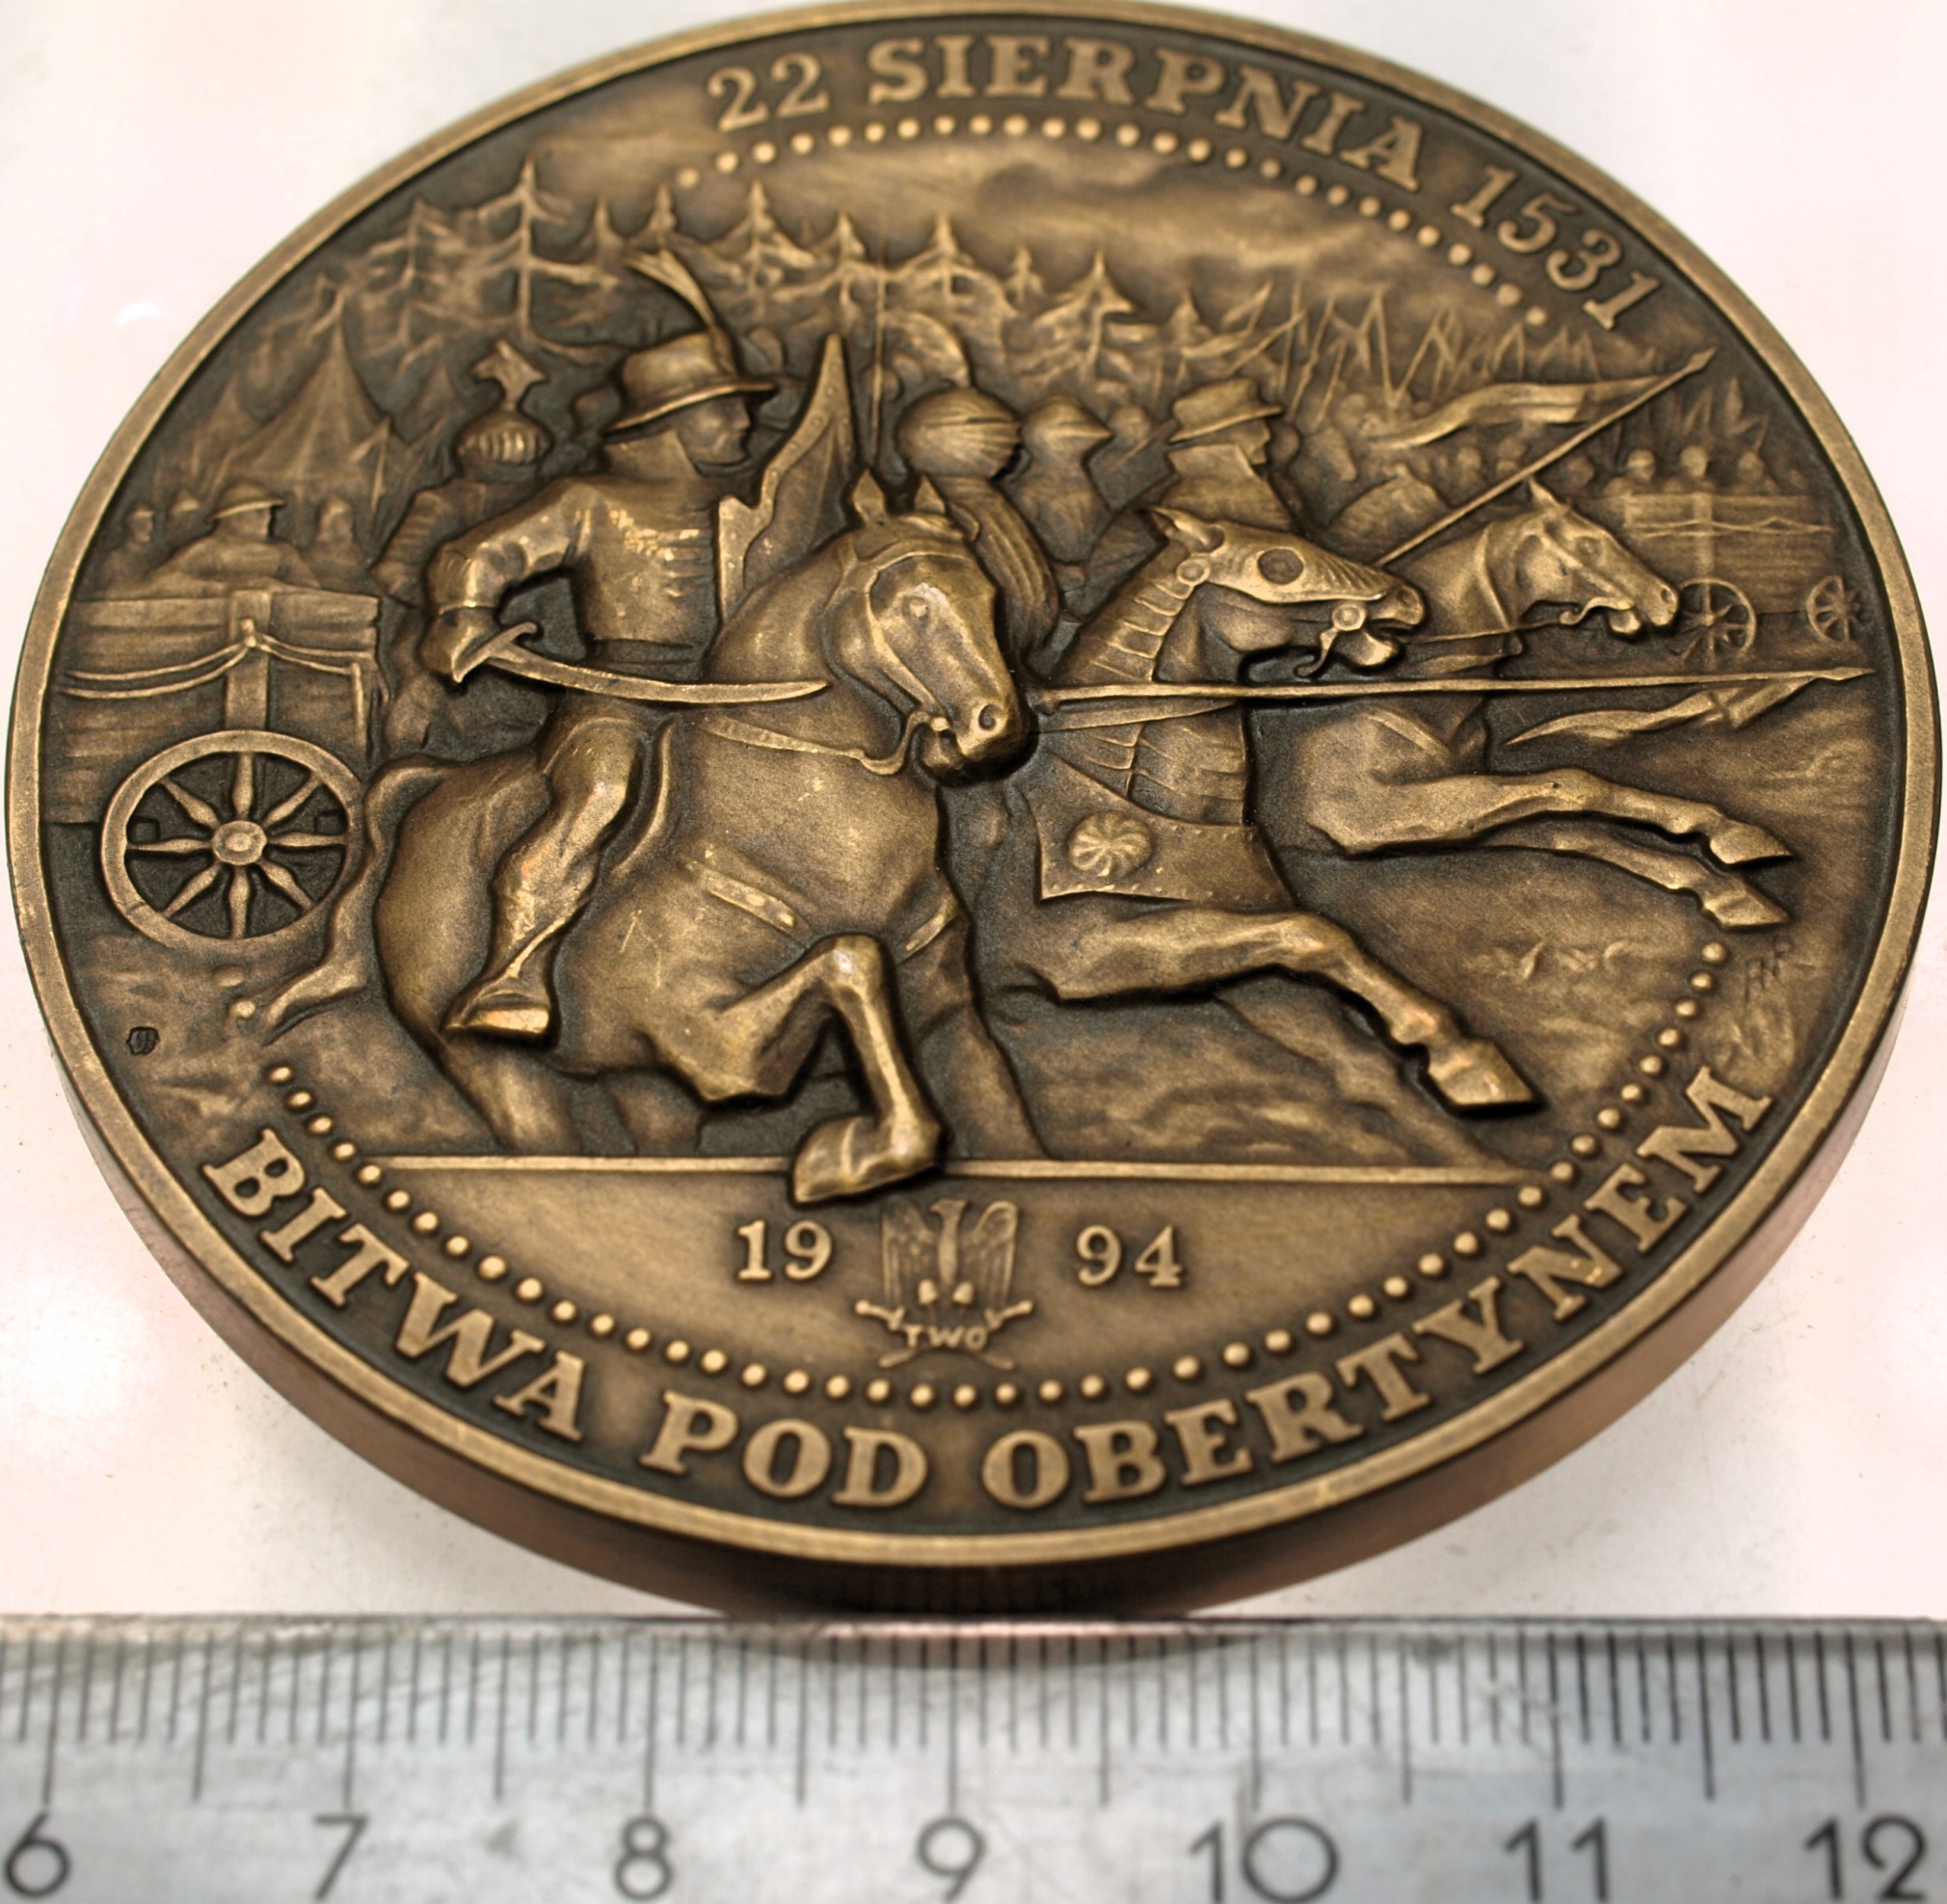 22 SIERPNIA 1531
19 94
TWO
BITWA POD OBERTYNEM
6 7 8 9 10 11 12